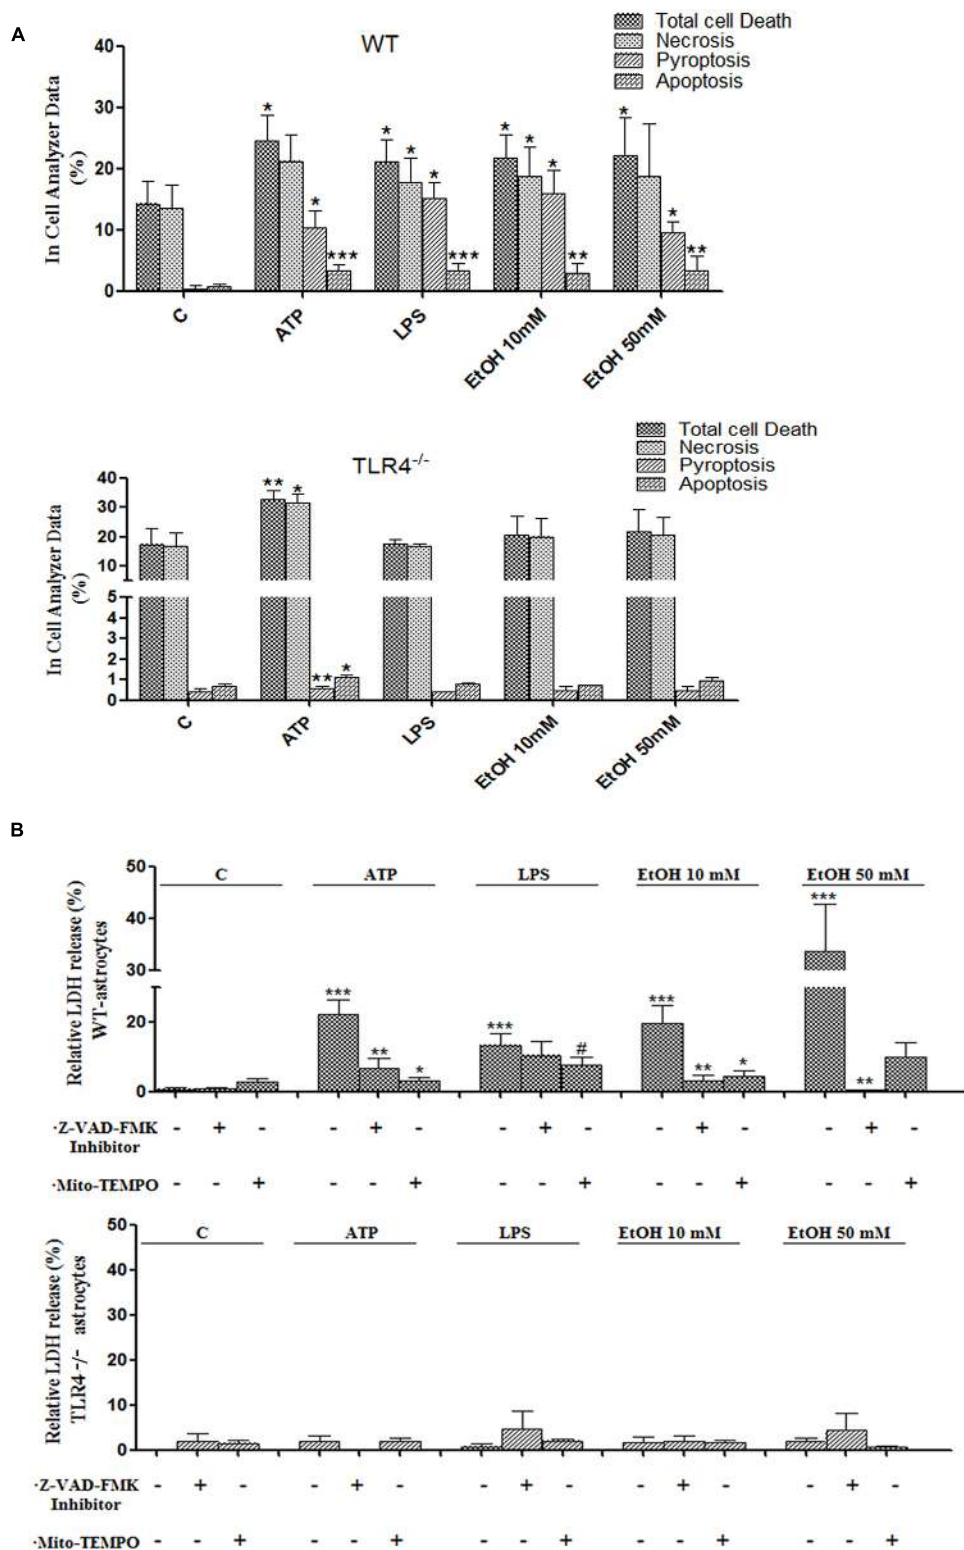 A
WT
Total cell Death
Necrosis
Pyroptosis
Apoptosis
In Cell Analyzer Data
(%)
40
30
20
10
0
* * *** * * * *** * * * ** * * **
C ATP LPS EtOH 10mM EtOH 50mM
TLR4-/-
Total cell Death
Necrosis
Pyroptosis
Apoptosis
In Cell Analyzer Data
(%)
40
30
20
10
5
4
3
2
1
0
** * ** *
C ATP LPS EtOH 10mM EtOH 50mM
B
Relative LDH release (%)
WT-astrocytes
50
40
30
20
0
C ATP LPS EtOH 10 mM EtOH 50 mM
*** ** * *** # *** ** * *** **
·Z-VAD-FMK
Inhibitor
- + - - + - - + - - + - - + -
·Mito-TEMPO - - + - - + - - + - - + - - +
Relative LDH release (%)
TLR4 -/- astrocytes
50
40
30
20
10
0
C ATP LPS EtOH 10 mM EtOH 50 mM
·Z-VAD-FMK
Inhibitor
- + - - + - - + - - + - - + -
·Mito-TEMPO - - + - - + - - + - - + - - +